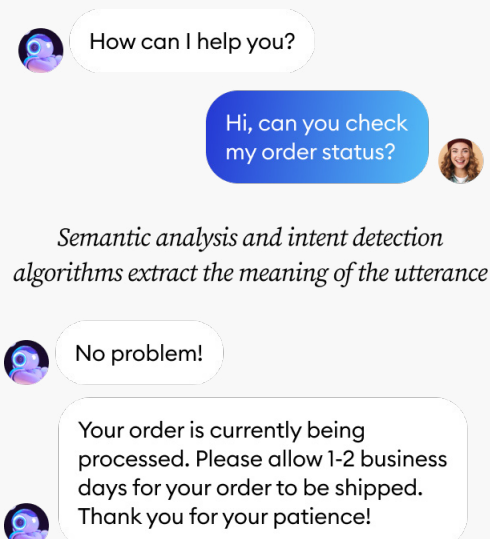 How can I help you?
Hi, can you check
my order status?
Semantic analysis and intent detection
algorithms extract the meaning of the utterance
No problem!
Your order is currently being
processed. Please allow 1-2 business
days for your order to be shipped.
Thank you for your patience!